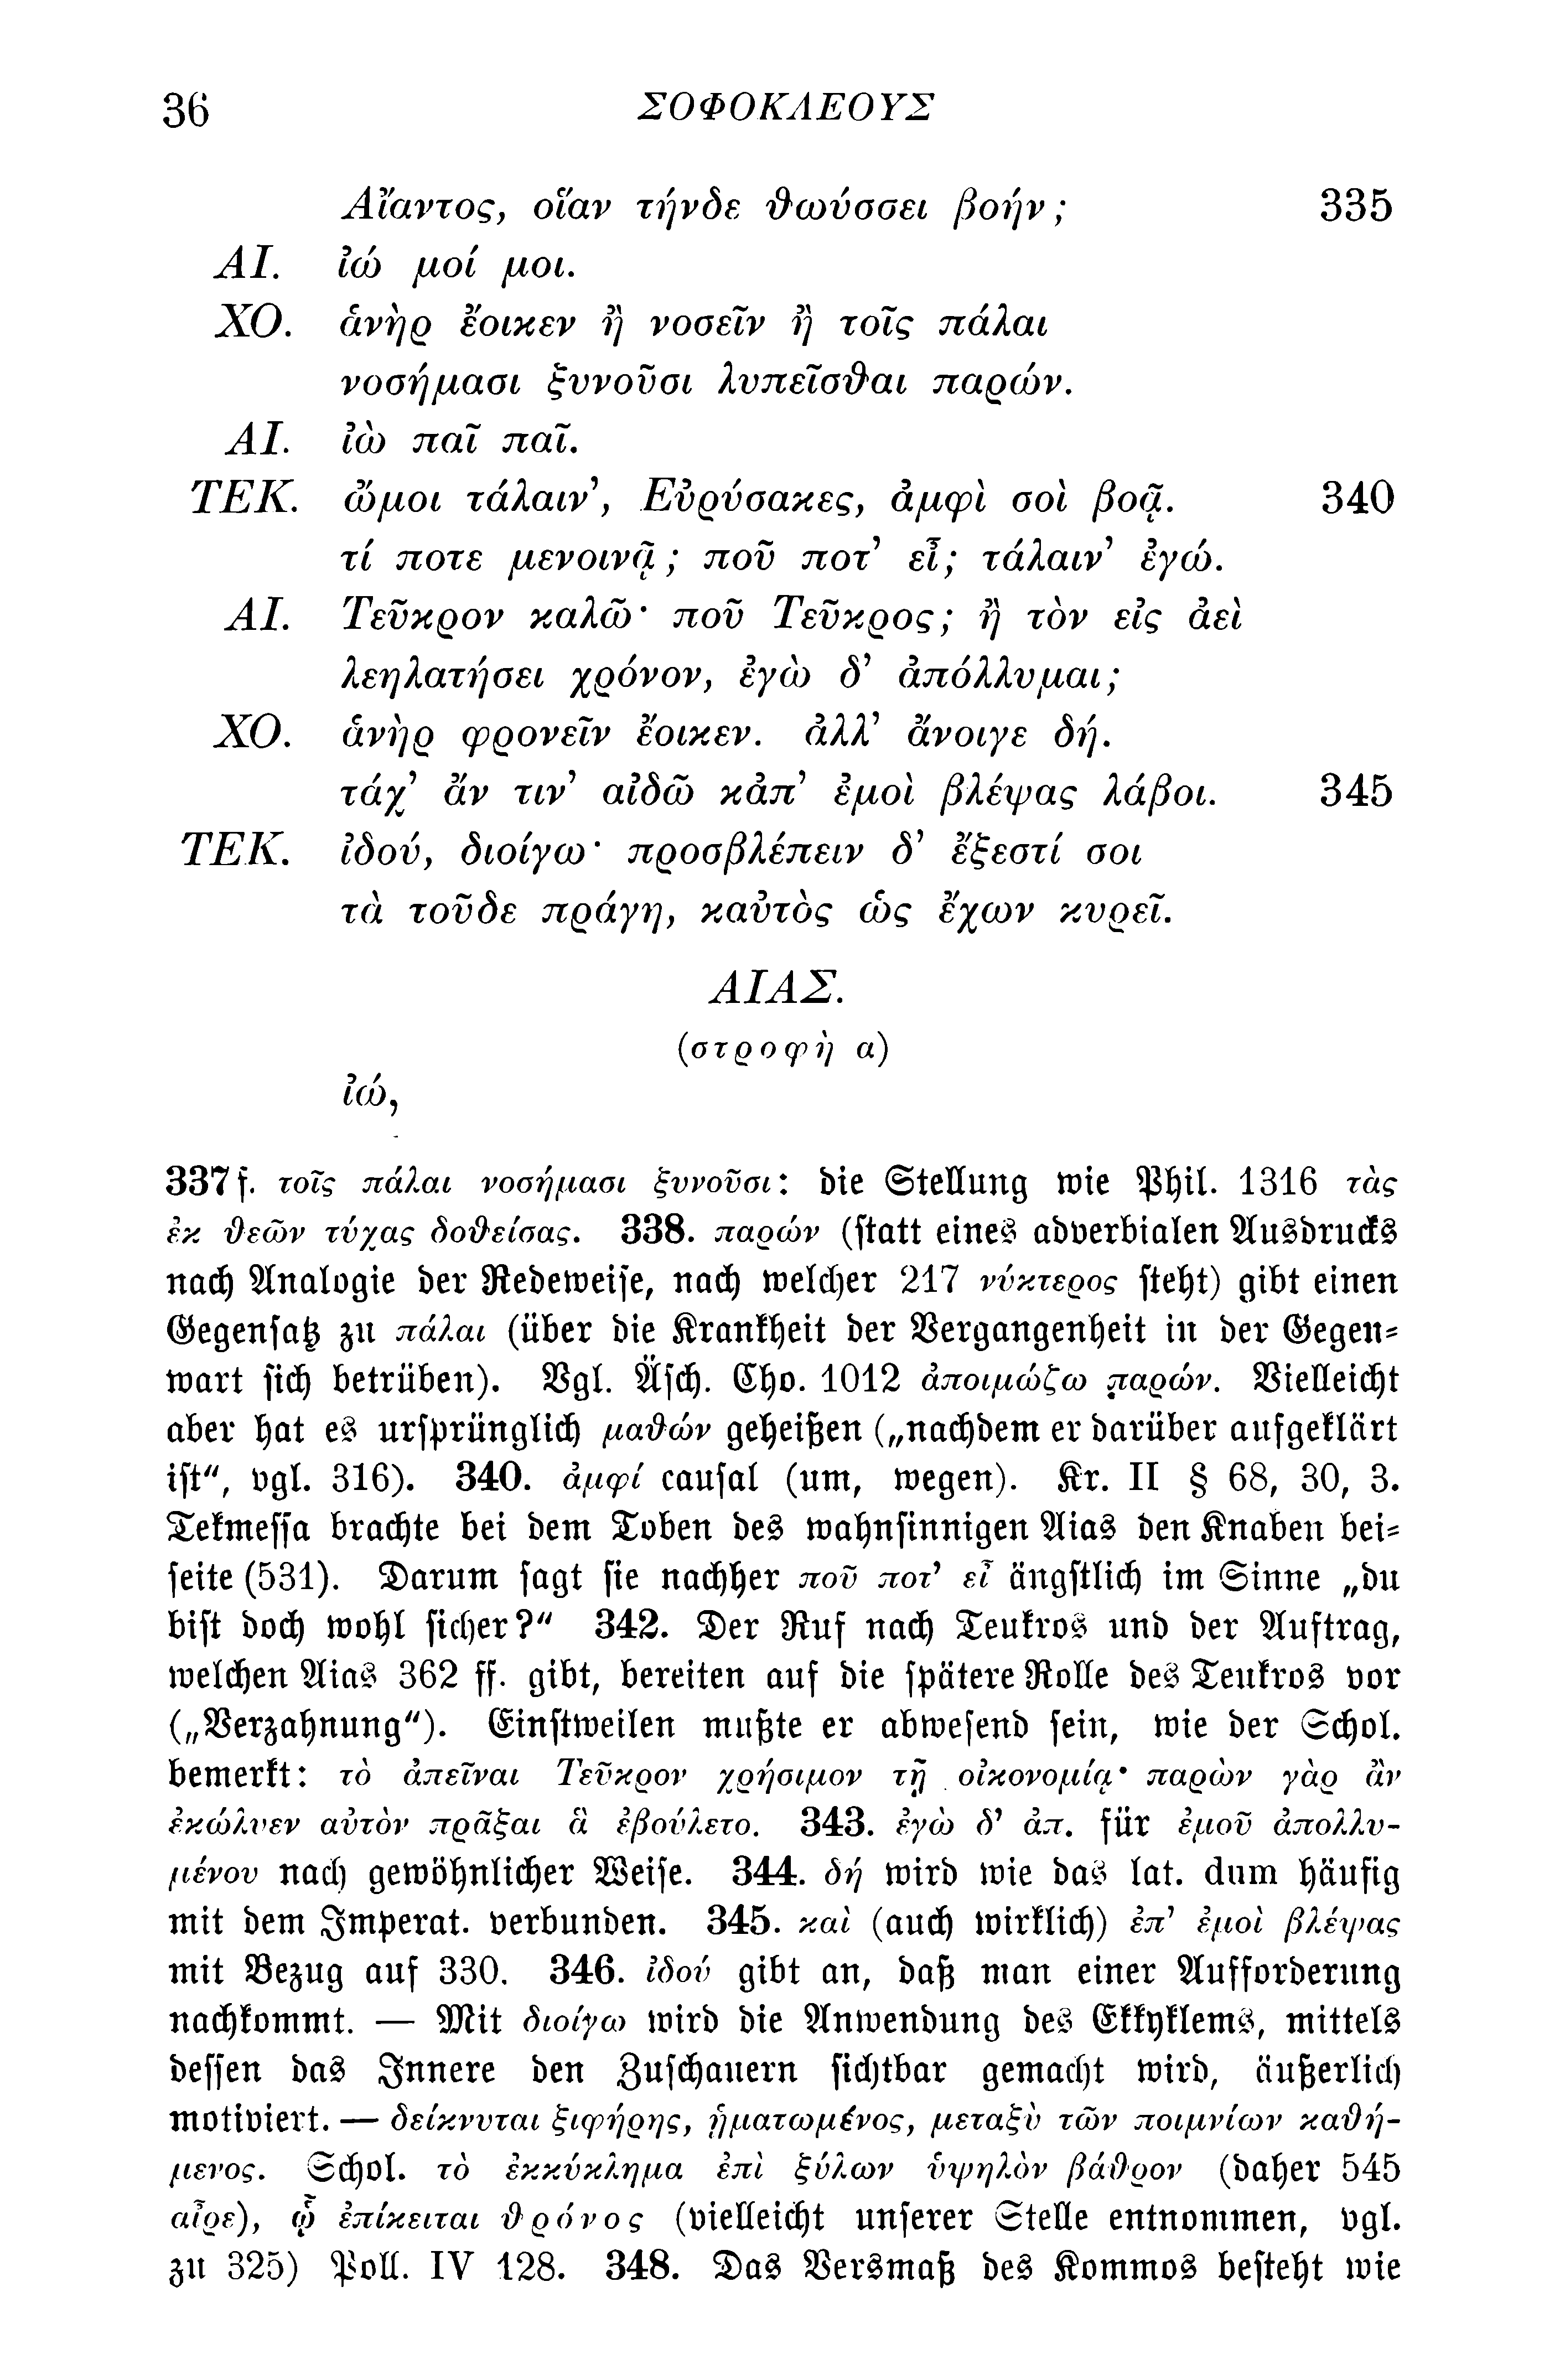 36 ΣΟΦΟΚΛΕΟΥΣ
Αἴαντος, οἵαν τήνδε θωύσσει βοήν; 335
ΑΙ. ἰώ μοί μοι.
ΧΟ. ἁνὴρ ἔοικεν ἢ νοσεῖν ἢ τοῖς πάλαι
νοσήμασι ξυνοῦσι λυπεῖσθαι παρών.
ΑΙ. ἰὼ παῖ παῖ.
ΤΕΚ. ὤμοι τάλαιν', Εὐρύσακες, ἀμφὶ σοὶ βοᾷ. 340
τί ποτε μενοινᾷ; ποῦ ποτ' εἶ; τάλαιν' ἐγώ.
ΑΙ. Τεῦκρον καλῶ· ποῦ Τεῦκρος; ἢ τὸν εἰς ἀεὶ
λεηλατήσει χρόνον, ἐγὼ δ' ἀπόλλυμαι;
ΧΟ. ἁνὴρ φρονεῖν ἔοικεν. ἀλλ' ἄνοιγε δή.
τάχ' ἄν τιν' αἰδῶ κἀπ' ἐμοὶ βλέψας λάβοι. 345
ΤΕΚ. ἰδού, διοίγω· προσβλέπειν δ' ἔξεστί σοι
τὰ τοῦδε πράγη, καὐτὸς ὡς ἔχων κυρεῖ.
ΑΙΑΣ.
(στροφὴ α)
ἰώ,
337 f. τοῖς πάλαι νοσήμασι ξυνοῦσι: die Stellung wie Phil. 1316 τὰς
ἐκ θεῶν τύχας δοθείσας. 338. παρών (statt eines adverbialen Ausdrucks
nach Analogie der Redeweise, nach welcher 217 νύκτερος steht) gibt einen
Gegensatz zu πάλαι (über die Krankheit der Vergangenheit in der Gegen-
wart sich betrüben). Vgl. Äsch. Cho. 1012 ἀποιμώζω παρών. Vielleicht
aber hat es ursprünglich μαθών geheißen („nachdem er darüber aufgeklärt
ist", vgl. 316). 340. ἀμφί causal (um, wegen). Kr. II § 68, 30, 3.
Tekmessa brachte bei dem Toben des wahnsinnigen Aias den Knaben bei-
seite (531). Darum sagt sie nachher ποῦ ποτ' εἶ ängstlich im Sinne „du
bist doch wohl sicher?" 342. Der Ruf nach Teukros und der Auftrag,
welchen Aias 362 ff. gibt, bereiten auf die spätere Rolle des Teukros vor
(„Verzahnung"). Einstweilen mußte er abwesend sein, wie der Schol.
bemerkt: τὸ ἀπεῖναι Τεῦκρον χρήσιμον τῇ οἰκονομίᾳ· παρὼν γὰρ ἂν
ἐκώλυεν αὐτὸν πρᾶξαι ἃ ἐβούλετο. 343. ἐγὼ δ' ἀπ. für ἐμοῦ ἀπολλυ-
μένου nach gewöhnlicher Weise. 344. δή wird wie das lat. dum häufig
mit dem Imperat. verbunden. 345. καὶ (auch wirklich) ἐπ' ἐμοὶ βλέψας
mit Bezug auf 330. 346. ἰδού gibt an, daß man einer Aufforderung
nachkommt. — Mit διοίγω wird die Anwendung des Ekkyklems, mittels
dessen das Innere den Zuschauern sichtbar gemacht wird, äußerlich
motiviert. — δείκνυται ξιφήρης, ᾑματωμένος, μεταξὺ τῶν ποιμνίων καθή-
μενος. Schol. τὸ ἐκκύκλημα ἐπὶ ξύλων ὑψηλὸν βάθρον (daher 545
αἶρε), ᾧ ἐπίκειται θρόνος (vielleicht unserer Stelle entnommen, vgl.
zu 325) Poll. IV 128. 348. Das Versmaß des Kommos besteht wie